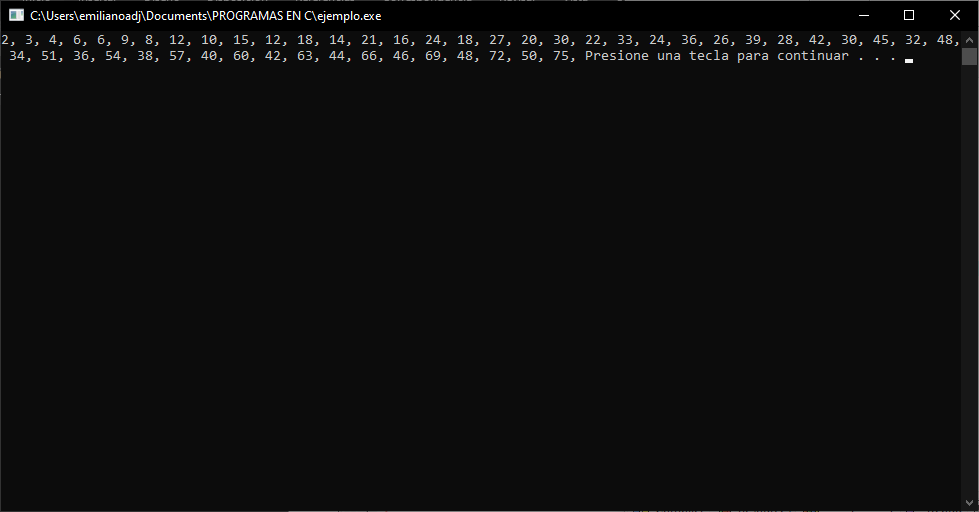 C:\Users\emilianoadj\Documents\PROGRAMAS EN C\ejemplo.exe
2, 3, 4, 6, 6, 9, 8, 12, 10, 15, 12, 18, 14, 21, 16, 24, 18, 27, 20, 30, 22, 33, 24, 36, 26, 39, 28, 42, 30, 45, 32, 48,
34, 51, 36, 54, 38, 57, 40, 60, 42, 63, 44, 66, 46, 69, 48, 72, 50, 75, Presione una tecla para continuar . . .